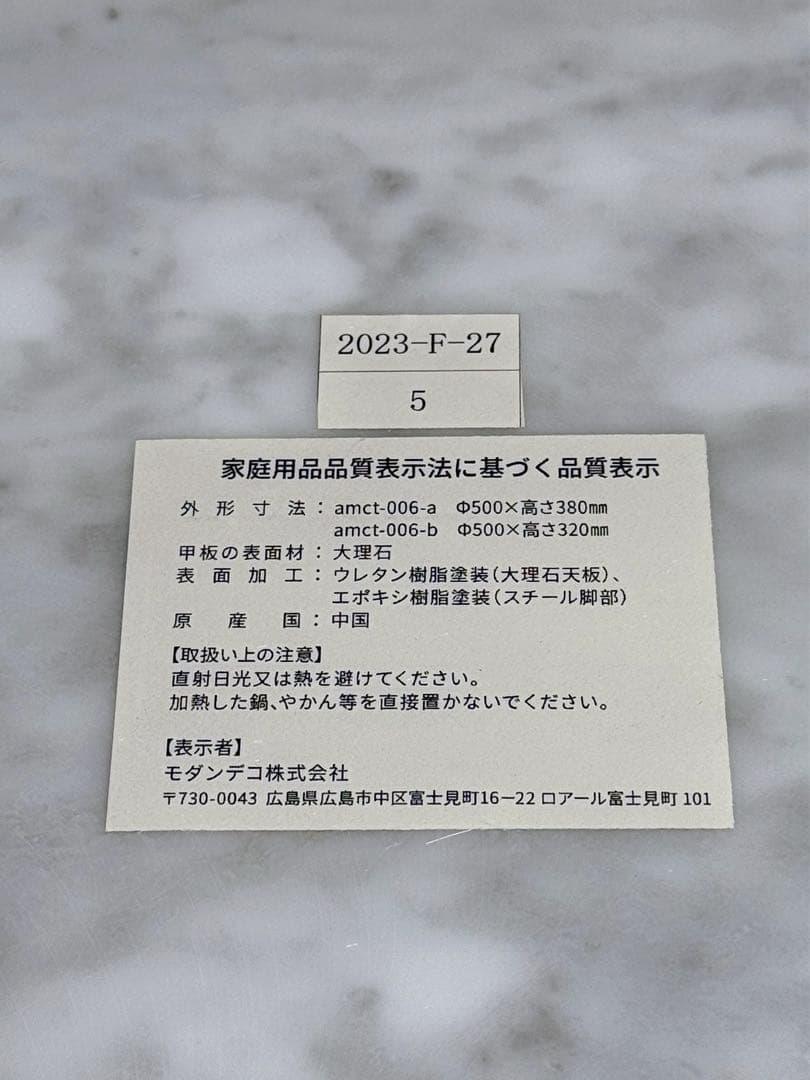 2023-F-27
5
家庭用品品質表示法に基づく品質表示
外形寸法：amct-006-a Φ500×高さ380㎜
amct-006-b Φ500×高さ320㎜
甲板の表面材：大理石
表面加工：ウレタン樹脂塗装（大理石天板）、
エポキシ樹脂塗装（スチール脚部）
原産国：中国
【取扱い上の注意】
直射日光又は熱を避けてください。
加熱した鍋、やかん等を直接置かないでください。
【表示者】
モダンデコ株式会社
〒730-0043 広島県広島市中区富士見町16ー22 ロアール富士見町 101